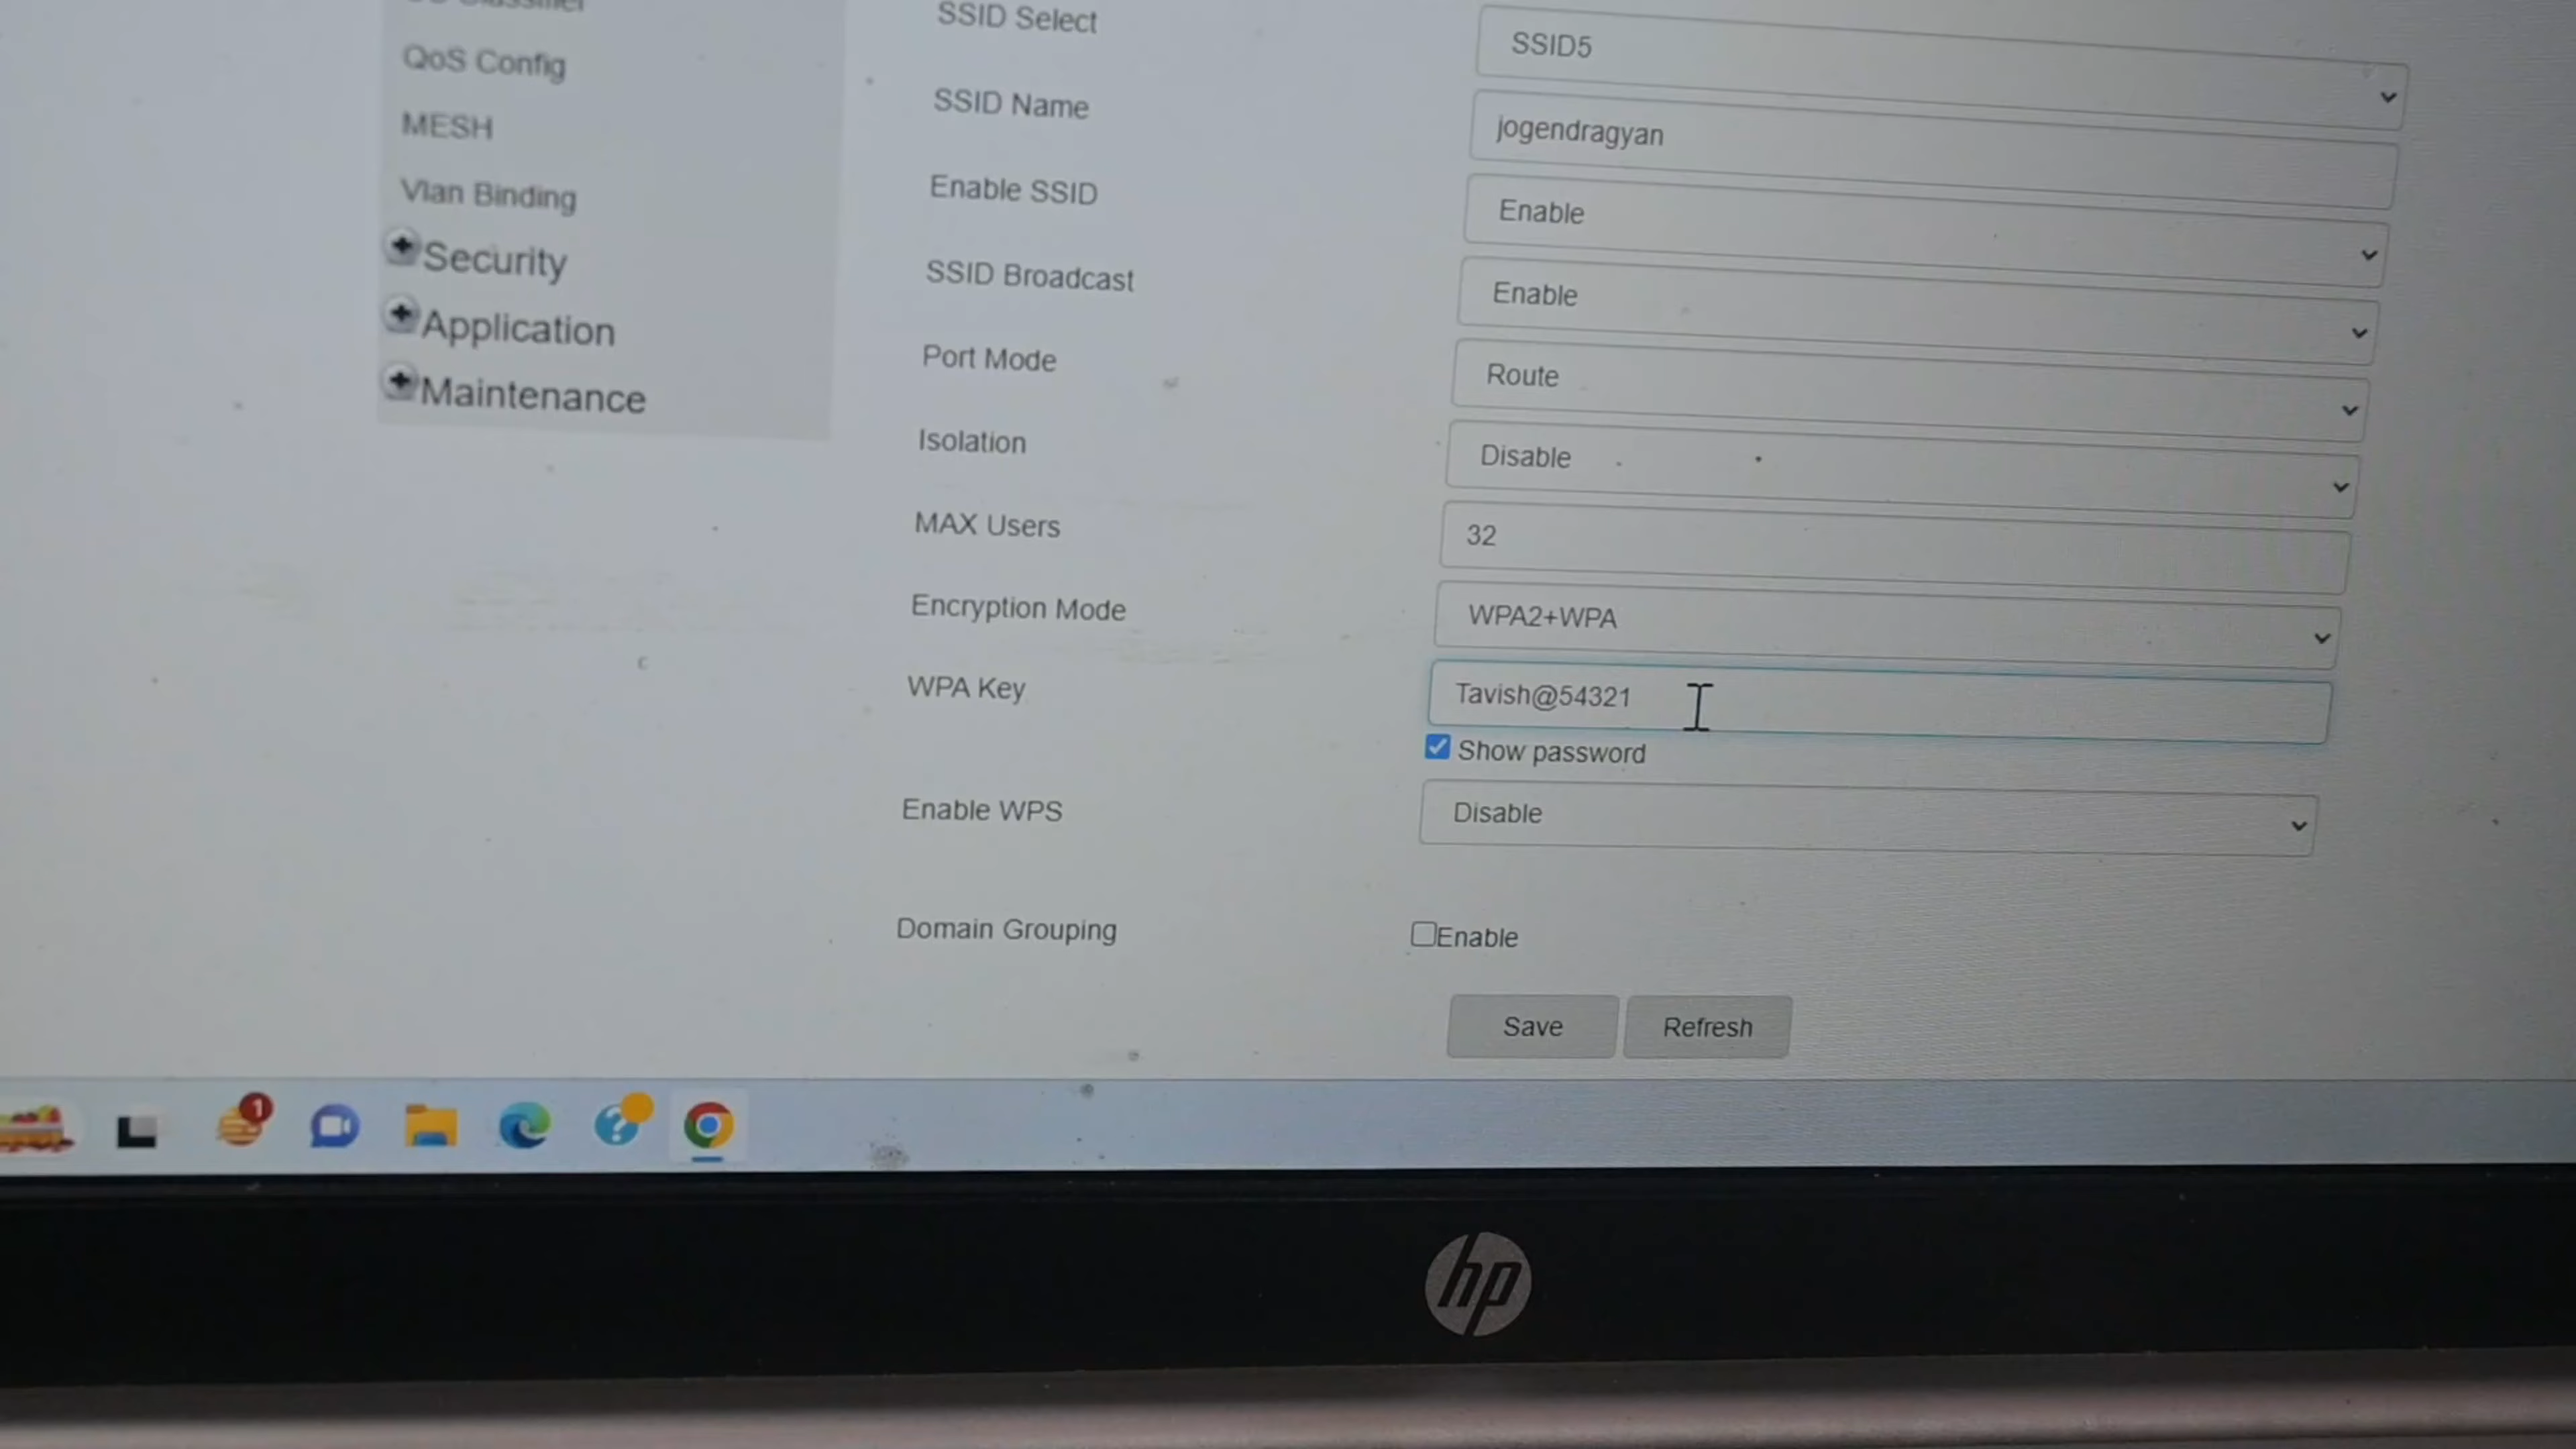 QoS Config
MESH
Vlan Binding
Security
Application
Maintenance
SSID Select SSID5
SSID Name jogendragyan
Enable SSID Enable
SSID Broadcast Enable
Port Mode Route
Isolation Disable
MAX Users 32
Encryption Mode WPA2+WPA
WPA Key Tavish@54321
Show password
Enable WPS Disable
Domain Grouping Enable
Save Refresh
1
hp